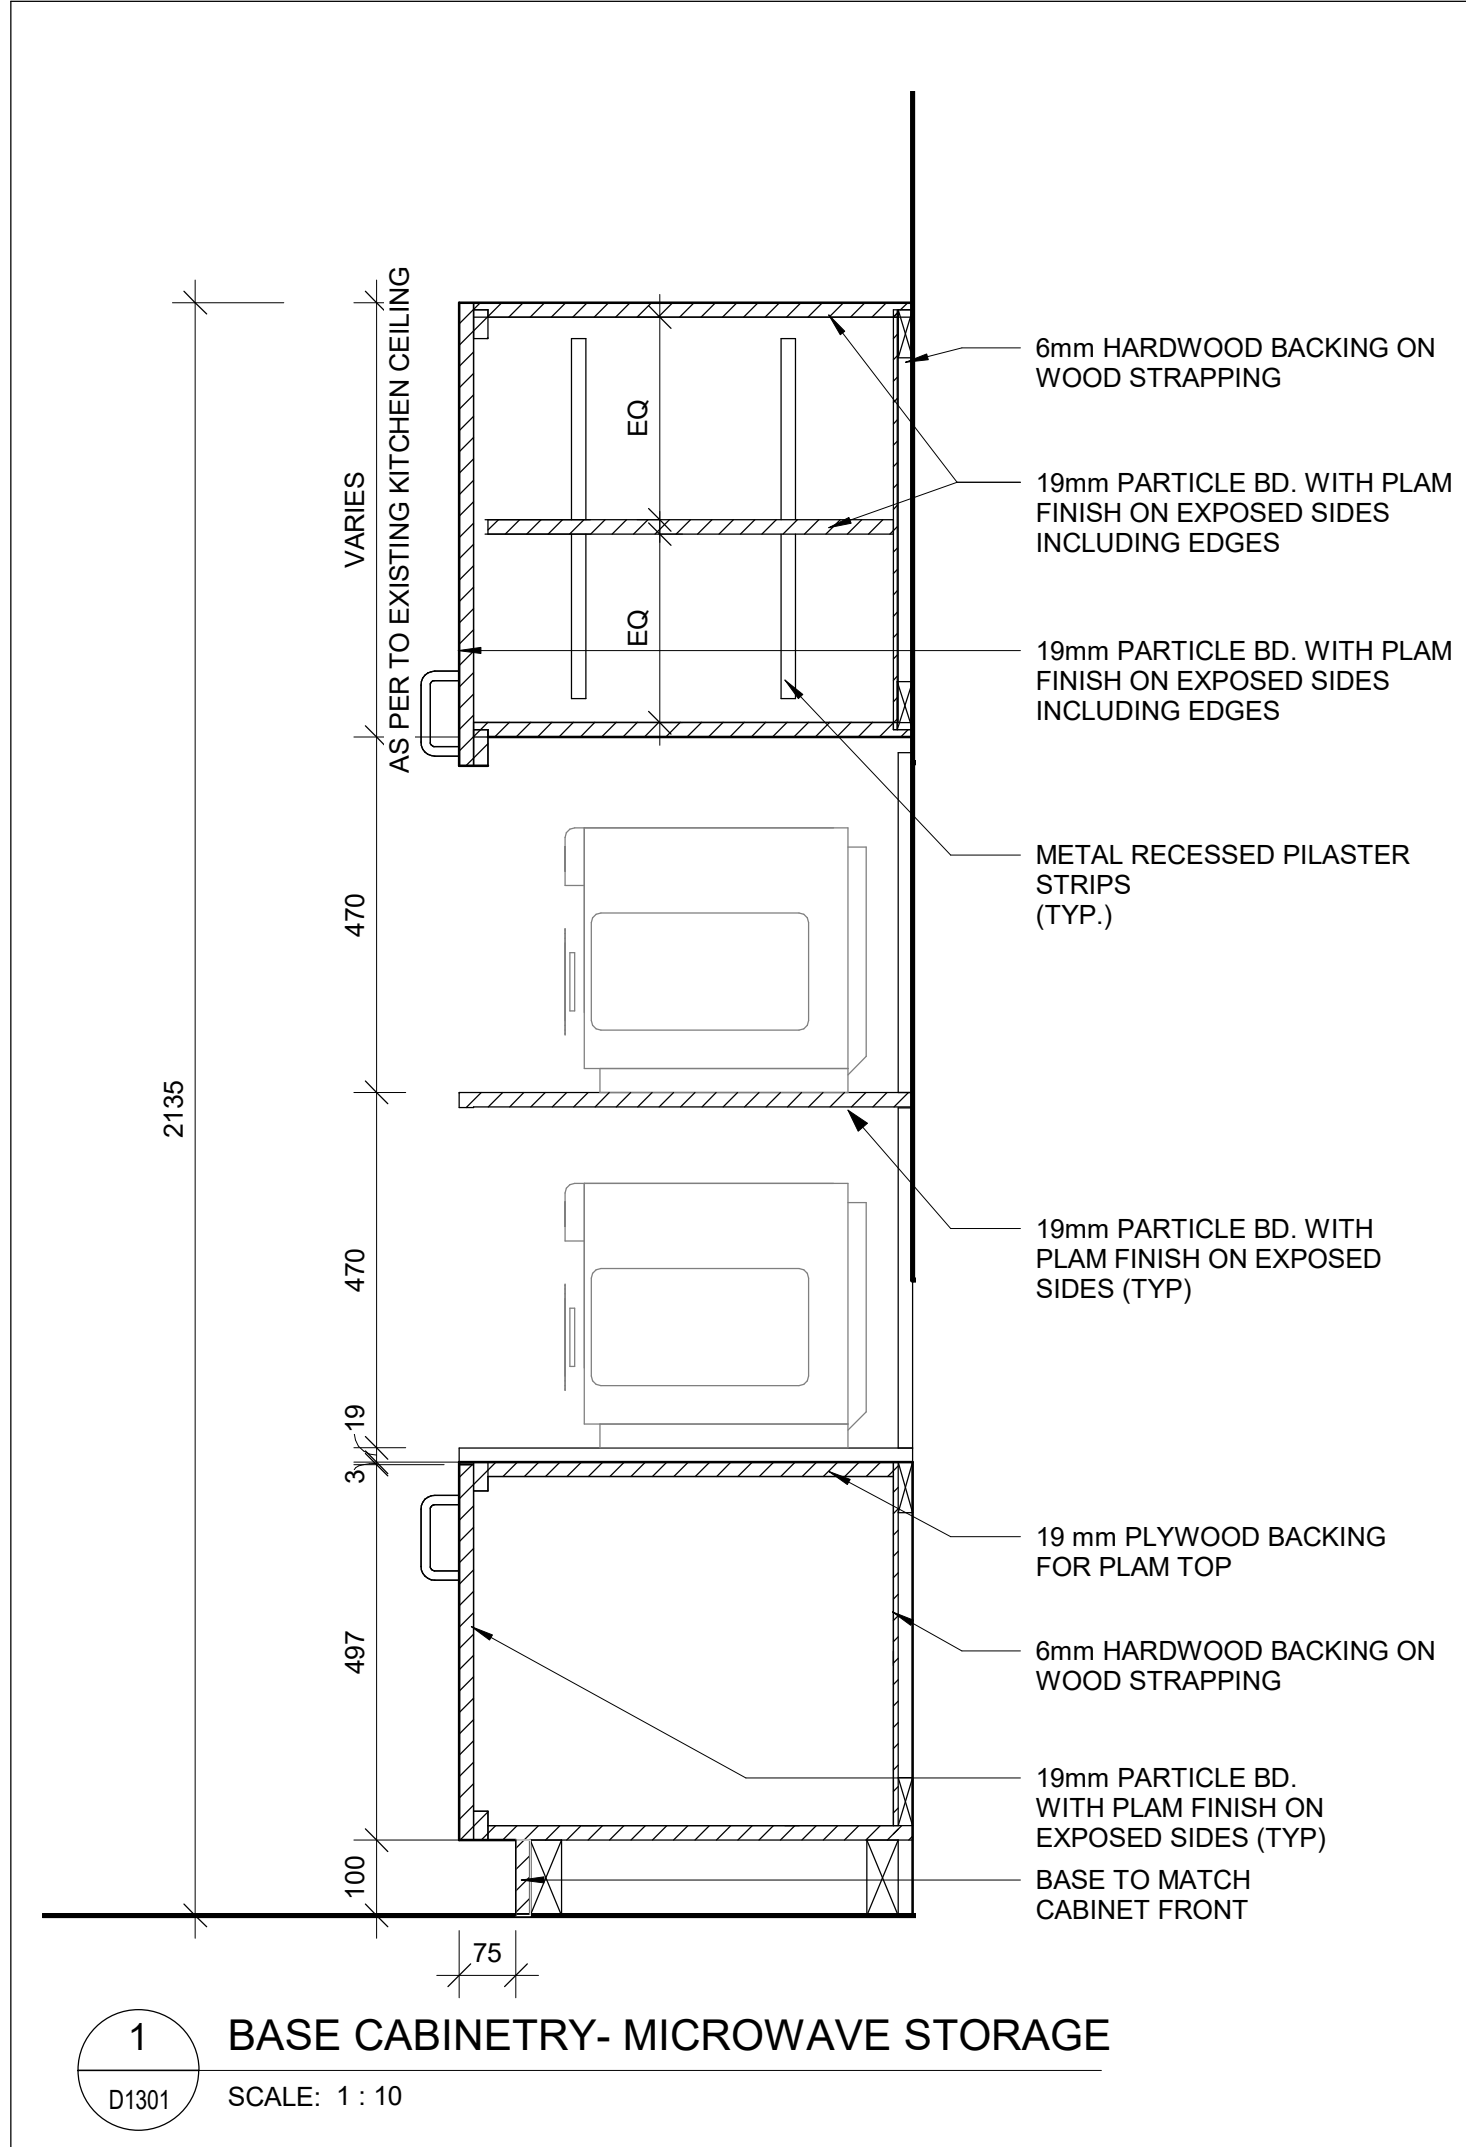 AS PER TO EXISTING KITCHEN CEILING
VARIES
EQ
EQ
470
2135
470
19
3
497
100
75
6mm HARDWOOD BACKING ON
WOOD STRAPPING
19mm PARTICLE BD. WITH PLAM
FINISH ON EXPOSED SIDES
INCLUDING EDGES
19mm PARTICLE BD. WITH PLAM
FINISH ON EXPOSED SIDES
INCLUDING EDGES
METAL RECESSED PILASTER
STRIPS
(TYP.)
19mm PARTICLE BD. WITH
PLAM FINISH ON EXPOSED
SIDES (TYP)
19 mm PLYWOOD BACKING
FOR PLAM TOP
6mm HARDWOOD BACKING ON
WOOD STRAPPING
19mm PARTICLE BD.
WITH PLAM FINISH ON
EXPOSED SIDES (TYP)
BASE TO MATCH
CABINET FRONT
1
D1301
BASE CABINETRY- MICROWAVE STORAGE
SCALE: 1 : 10